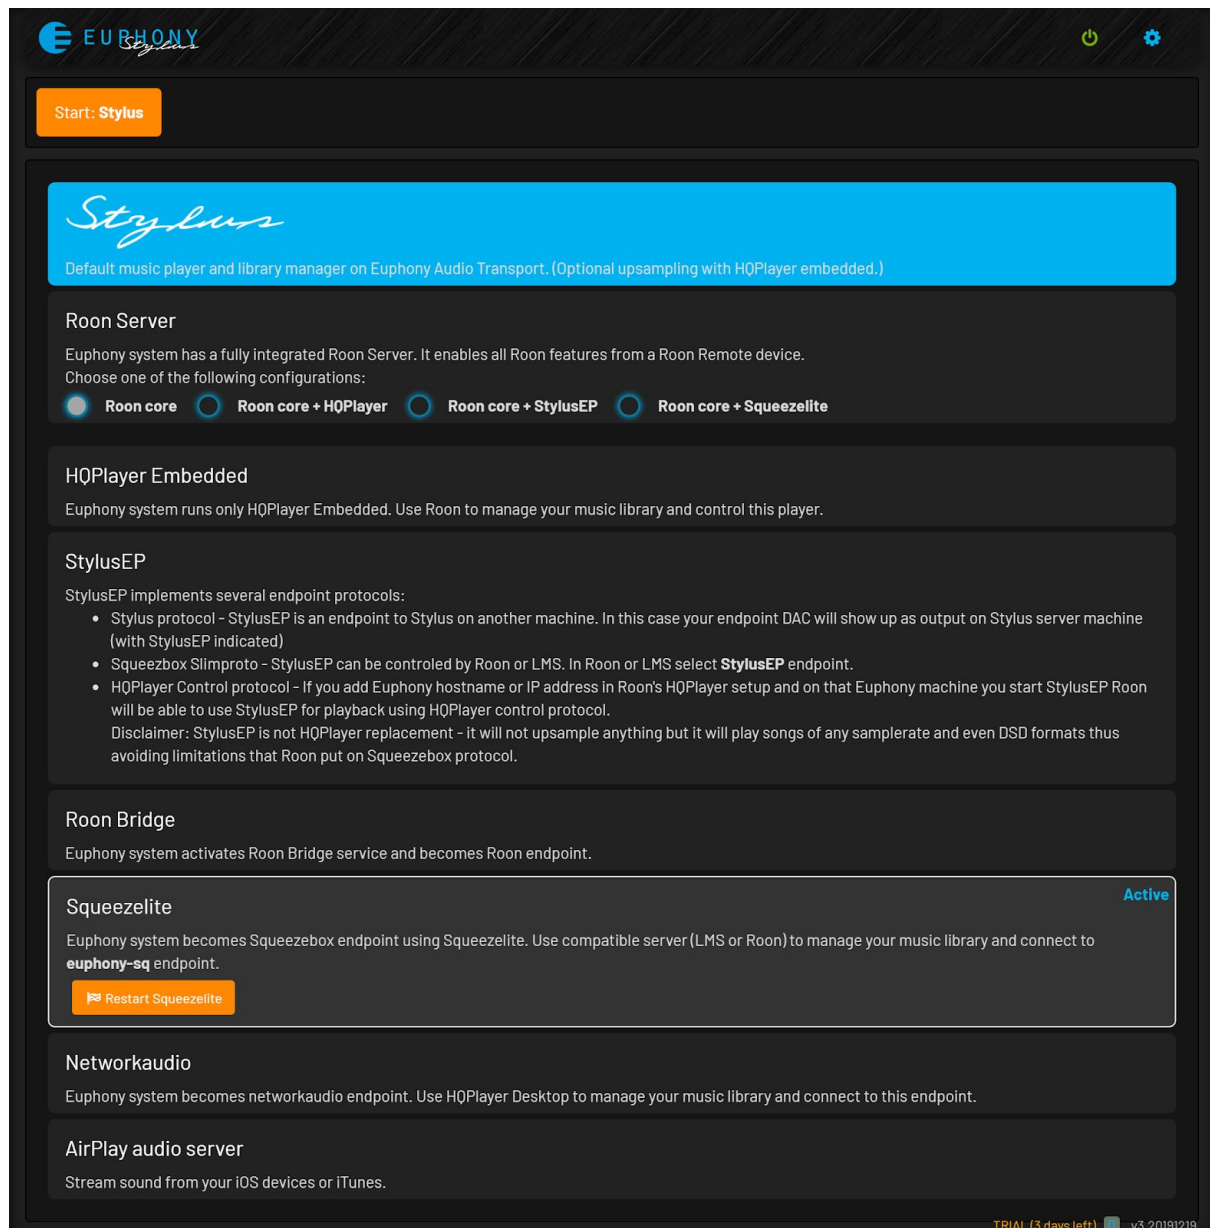 EUPHONY
Stylus
Start: Stylus
Stylus
Default music player and library manager on Euphony Audio Transport. (Optional upsampling with HQPlayer embedded.)
Roon Server
Euphony system has a fully integrated Roon Server. It enables all Roon features from a Roon Remote device.
Choose one of the following configurations:
Roon core Roon core + HQPlayer Roon core + StylusEP Roon core + Squeezelite
HQPlayer Embedded
Euphony system runs only HQPlayer Embedded. Use Roon to manage your music library and control this player.
StylusEP
StylusEP implements several endpoint protocols:
• Stylus protocol - StylusEP is an endpoint to Stylus on another machine. In this case your endpoint DAC will show up as output on Stylus server machine
(with StylusEP indicated)
• Squeezbox Slimproto - StylusEP can be controled by Roon or LMS. In Roon or LMS select StylusEP endpoint.
• HQPlayer Control protocol - If you add Euphony hostname or IP address in Roon's HQPlayer setup and on that Euphony machine you start StylusEP Roon
will be able to use StylusEP for playback using HQPlayer control protocol.
Disclaimer: StylusEP is not HQPlayer replacement - it will not upsample anything but it will play songs of any samplerate and even DSD formats thus
avoiding limitations that Roon put on Squeezebox protocol.
Roon Bridge
Euphony system activates Roon Bridge service and becomes Roon endpoint.
Active
Squeezelite
Euphony system becomes Squeezebox endpoint using Squeezelite. Use compatible server (LMS or Roon) to manage your music library and connect to
euphony-sq endpoint.
Restart Squeezelite
Networkaudio
Euphony system becomes networkaudio endpoint. Use HQPlayer Desktop to manage your music library and connect to this endpoint.
AirPlay audio server
Stream sound from your iOS devices or iTunes.
TRIAL (3 days left) v3 20191219